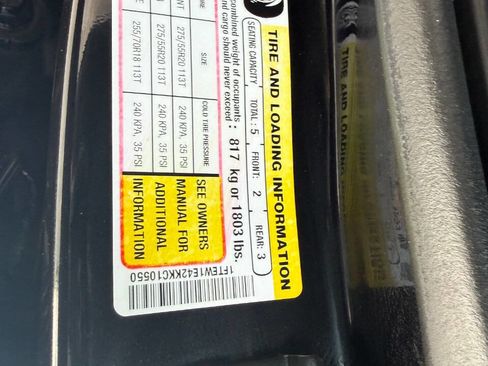 TIRE AND LOADING INFORMATION
SEATING CAPACITY TOTAL : 5 FRONT: 2 REAR: 3
combined weight of occupants : 817 kg or 1803 lbs.
and cargo should never exceed
SIZE COLD TIRE PRESSURE
275/55R20 113T 240 KPA, 35 PSI
275/55R20 113T 240 KPA, 35 PSI
255/70R18 113T 240 KPA, 35 PSI
SEE OWNERS
MANUAL FOR
ADDITIONAL
INFORMATION
1FTEW1E42KKC10550